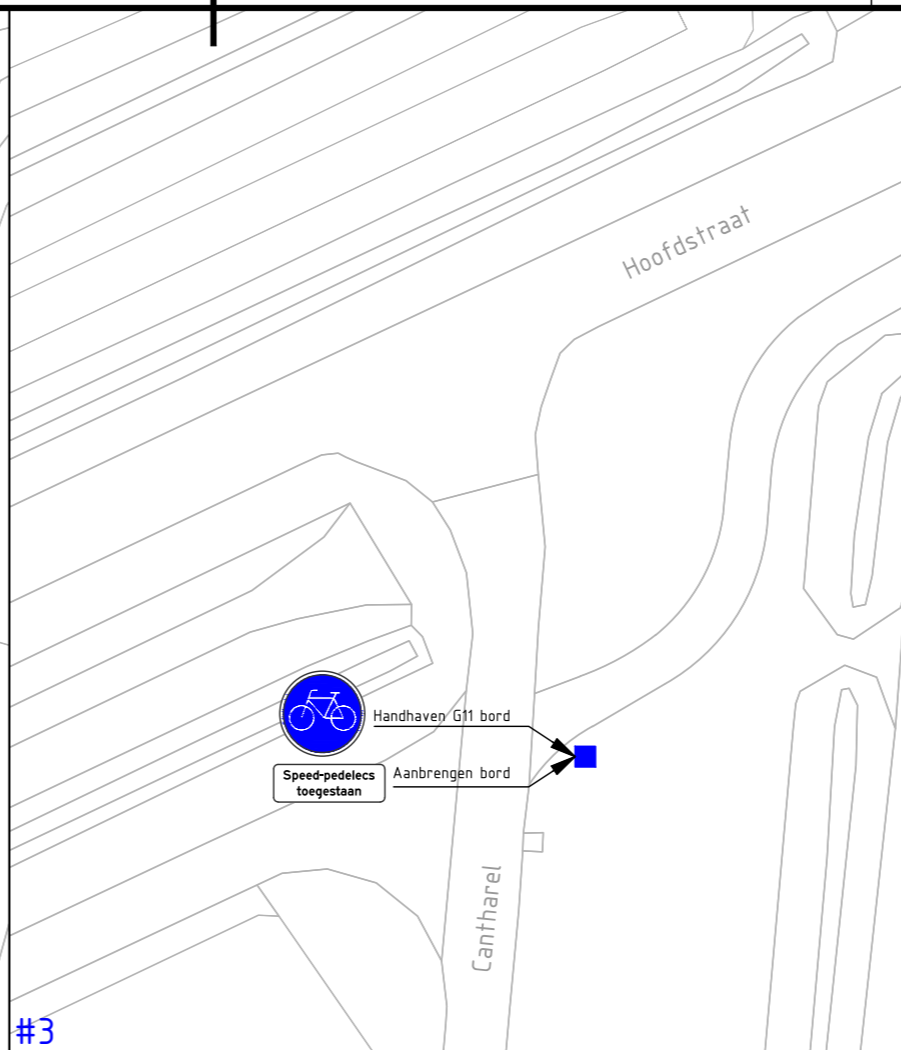 Hoofdstraat
Handhaven G11 bord
Speed-pedelecs
toegestaan
Aanbrengen bord
Cantharel
#3